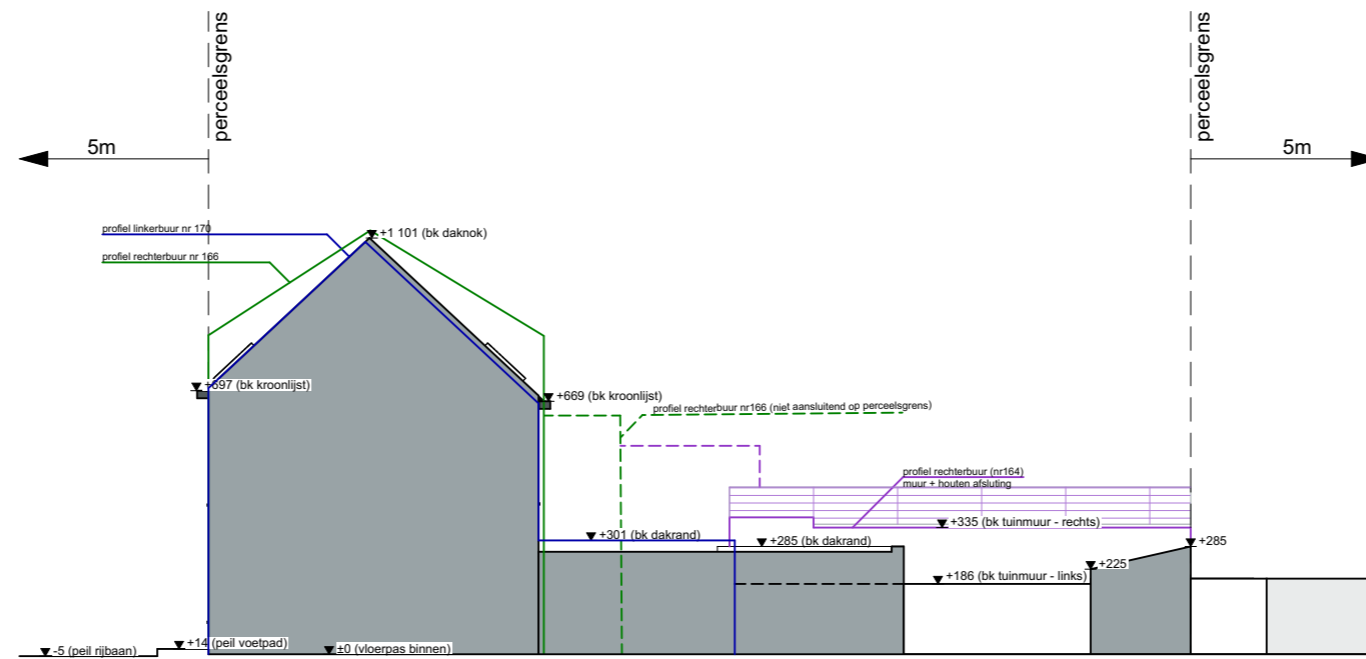 perceelsgrens
perceelsgrens
5m
5m
profiel linkerbuur nr 170
+1 101 (bk daknok)
profiel rechterbuur nr 166
+697 (bk kroonlijst)
+669 (bk kroonlijst)
profiel rechterbuur nr166 (niet aansluitend op perceelsgrens)
profiel rechterbuur (nr164)
muur + houten afsluting
+335 (bk tuinmuur - rechts)
+301 (bk dakrand)
+285 (bk dakrand)
+285
+225
+186 (bk tuinmuur - links)
+14 (peil voetpad)
-5 (peil rijbaan)
±0 (vloerpas binnen)